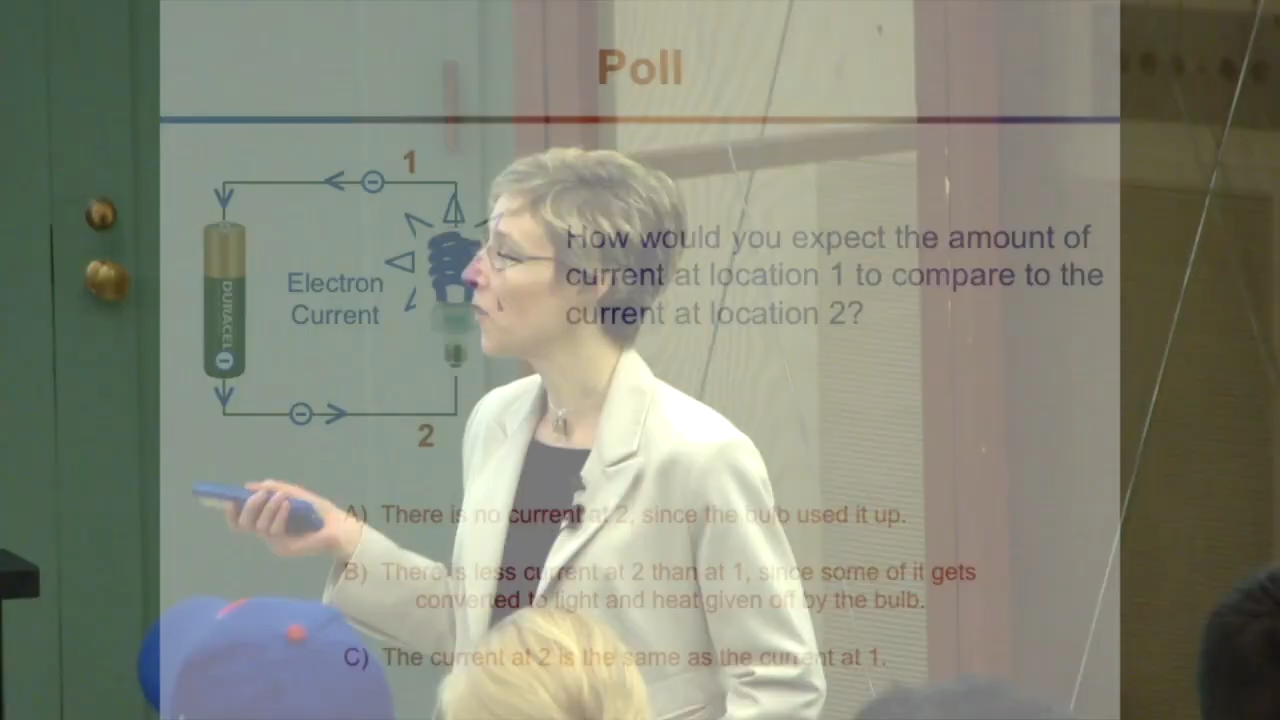 Poll
1
How would you expect the amount of
current at location 1 to compare to the
current at location 2?
Electron
Current
DURACELL
2
A) There is no current at 2, since the bulb used it up.
B) There is less current at 2 than at 1, since some of it gets
converted to light and heat given off by the bulb.
C) The current at 2 is the same as the current at 1.